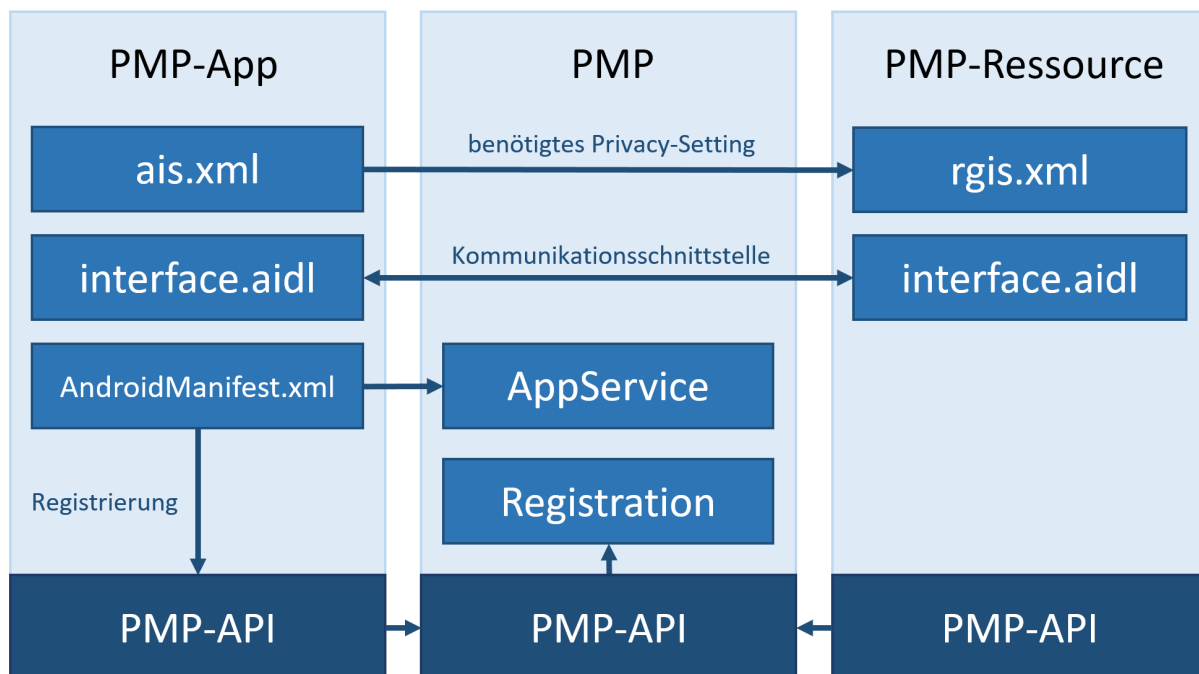 PMP-App
PMP
PMP-Ressource
ais.xml
benötigtes Privacy-Setting
rgis.xml
interface.aidl
Kommunikationsschnittstelle
interface.aidl
AndroidManifest.xml
AppService
Registrierung
Registration
PMP-API
PMP-API
PMP-API